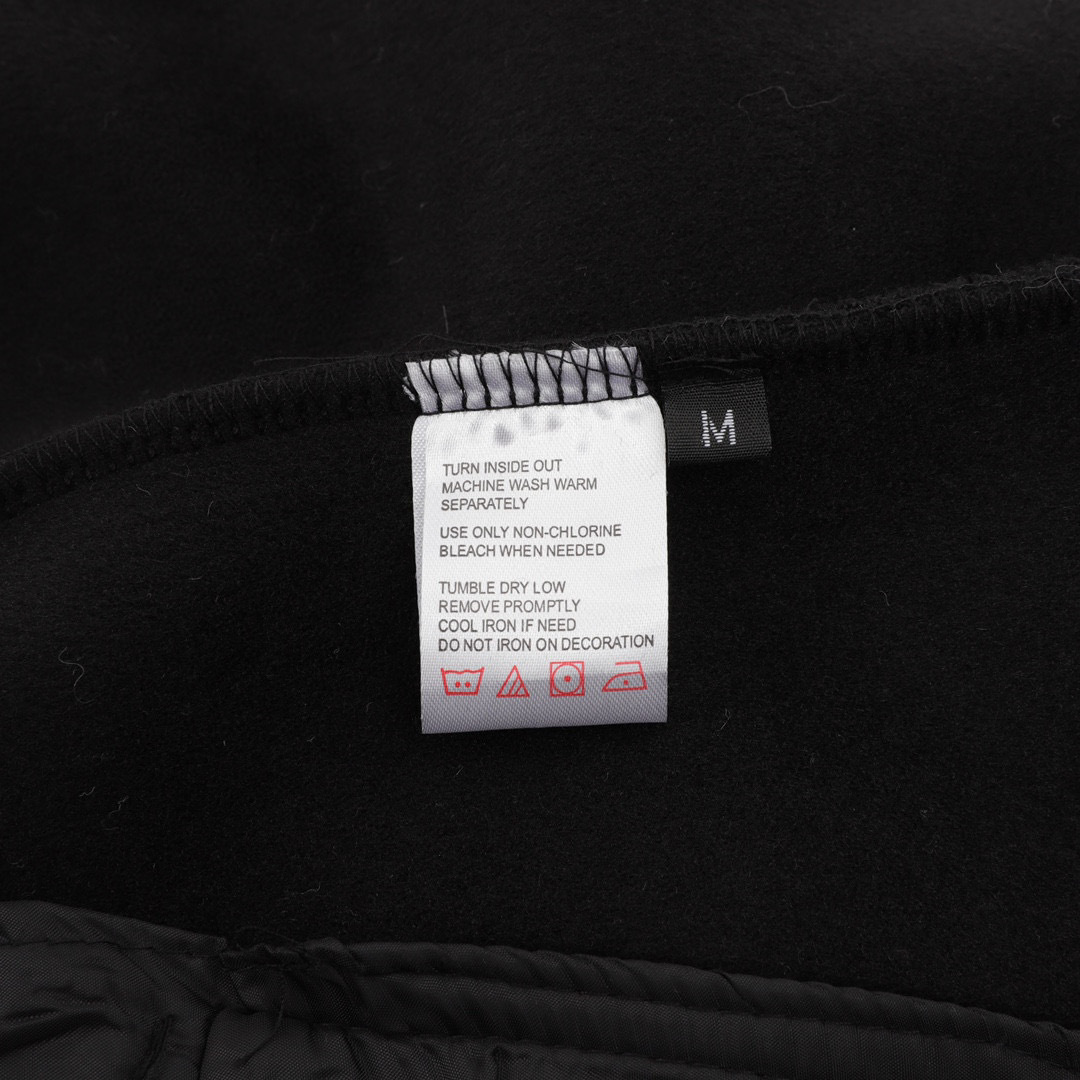 M
TURN INSIDE OUT
MACHINE WASH WARM
SEPARATELY
USE ONLY NON-CHLORINE
BLEACH WHEN NEEDED
TUMBLE DRY LOW
REMOVE PROMPTLY
COOL IRON IF NEED
DO NOT IRON ON DECORATION